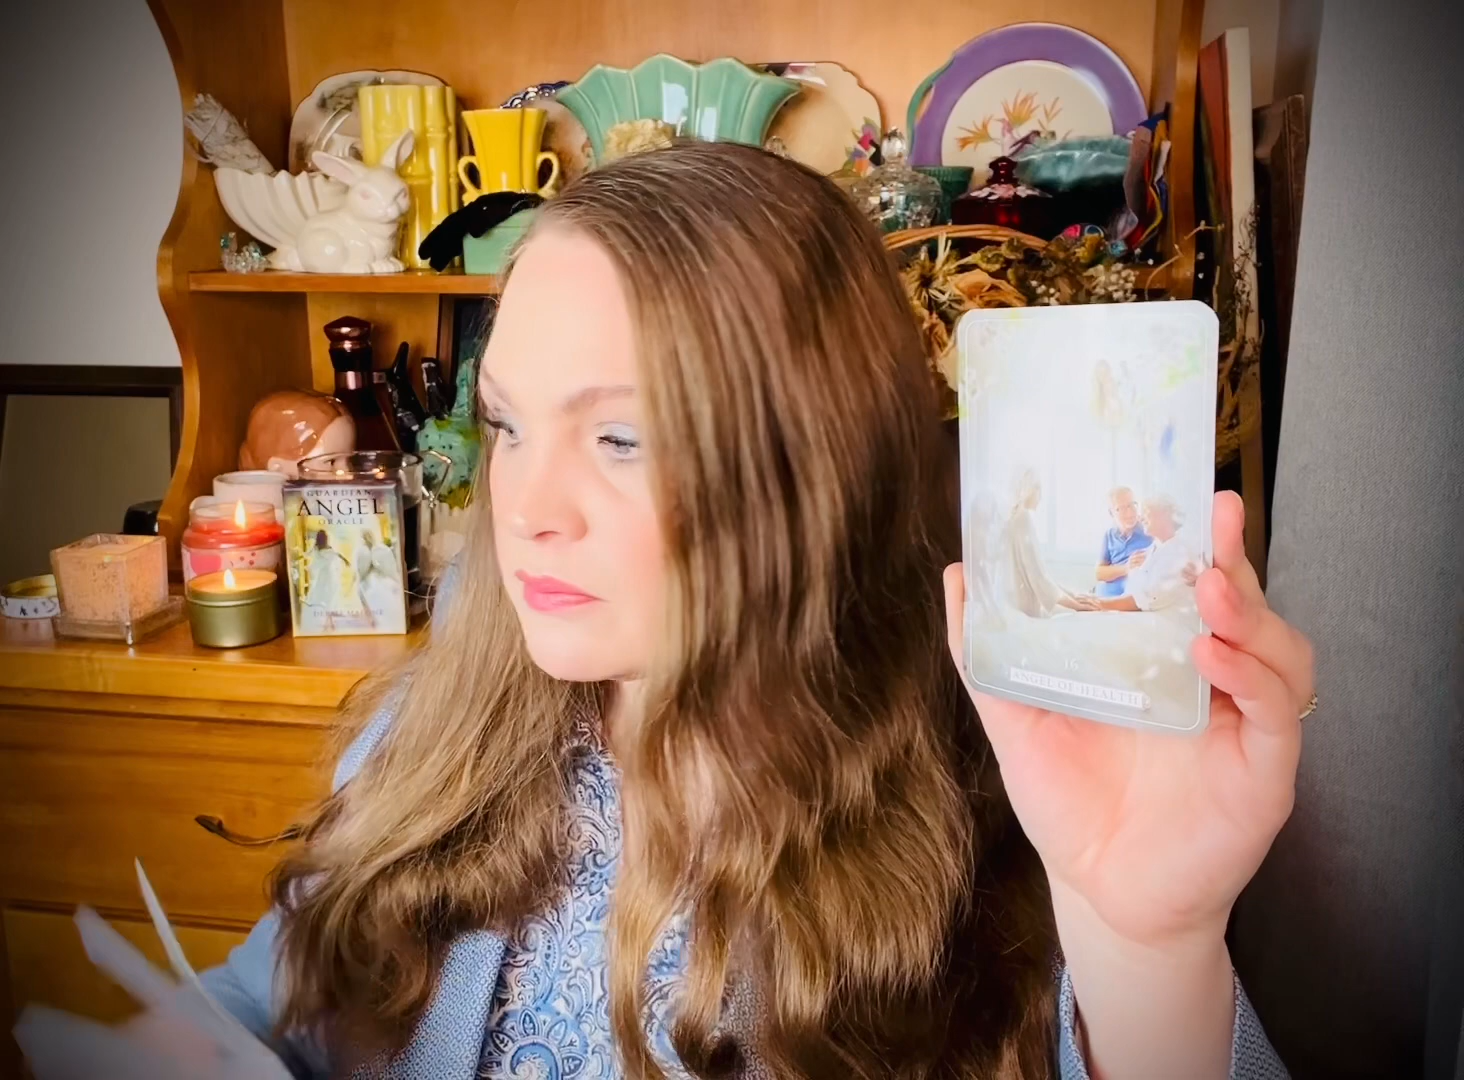 GUARDIAN
ANGEL
ORACLE
16
ANGEL OF HEALTH